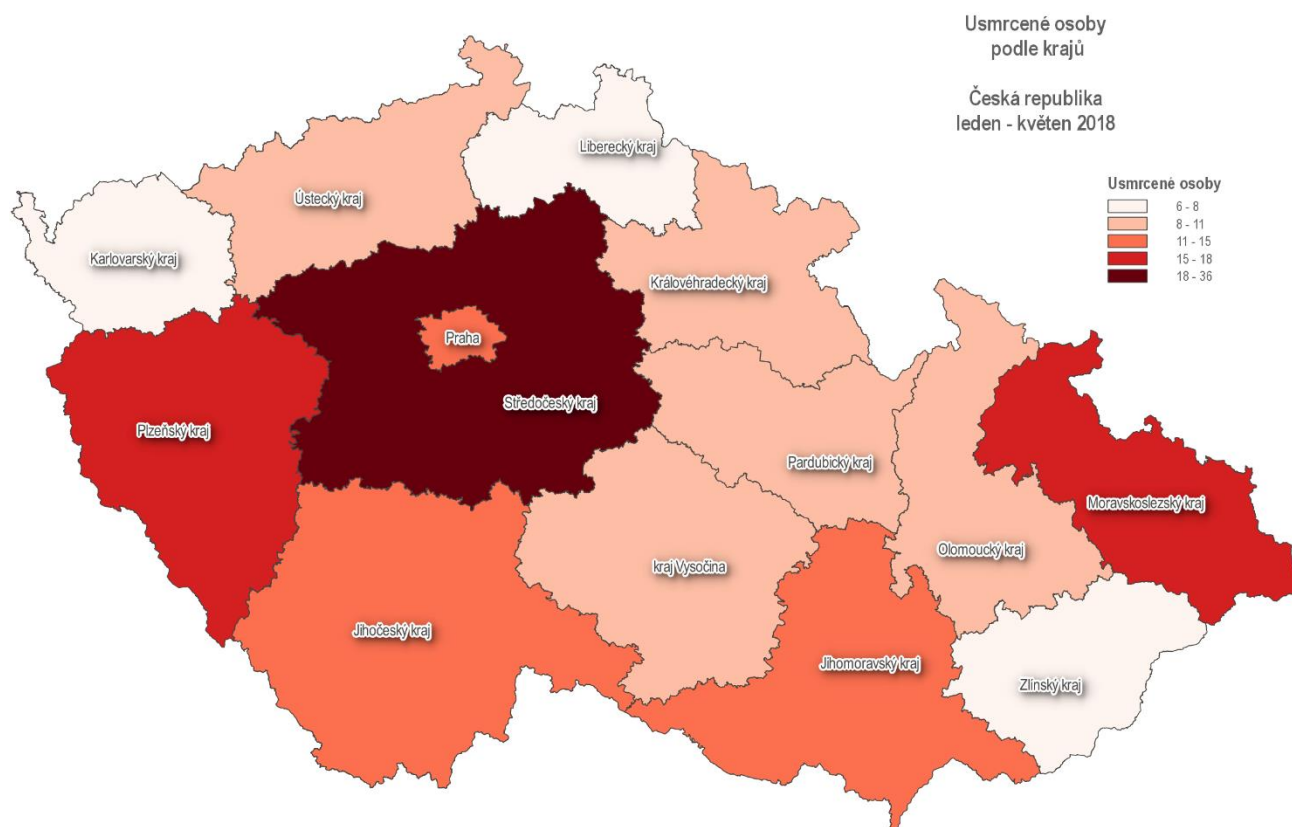 Usmrcené osoby
podle krajů
Česká republika
leden - květen 2018
Usmrcené osoby
6 - 8
8 - 11
11 - 15
15 - 18
18 - 36
Liberecký kraj
Ústecký kraj
Karlovarský kraj
Královéhradecký kraj
Praha
Středočeský kraj
Plzeňský kraj
Pardubický kraj
Moravskoslezský kraj
Olomoucký kraj
kraj Vysočina
Jihočeský kraj
Jihomoravský kraj
Zlínský kraj